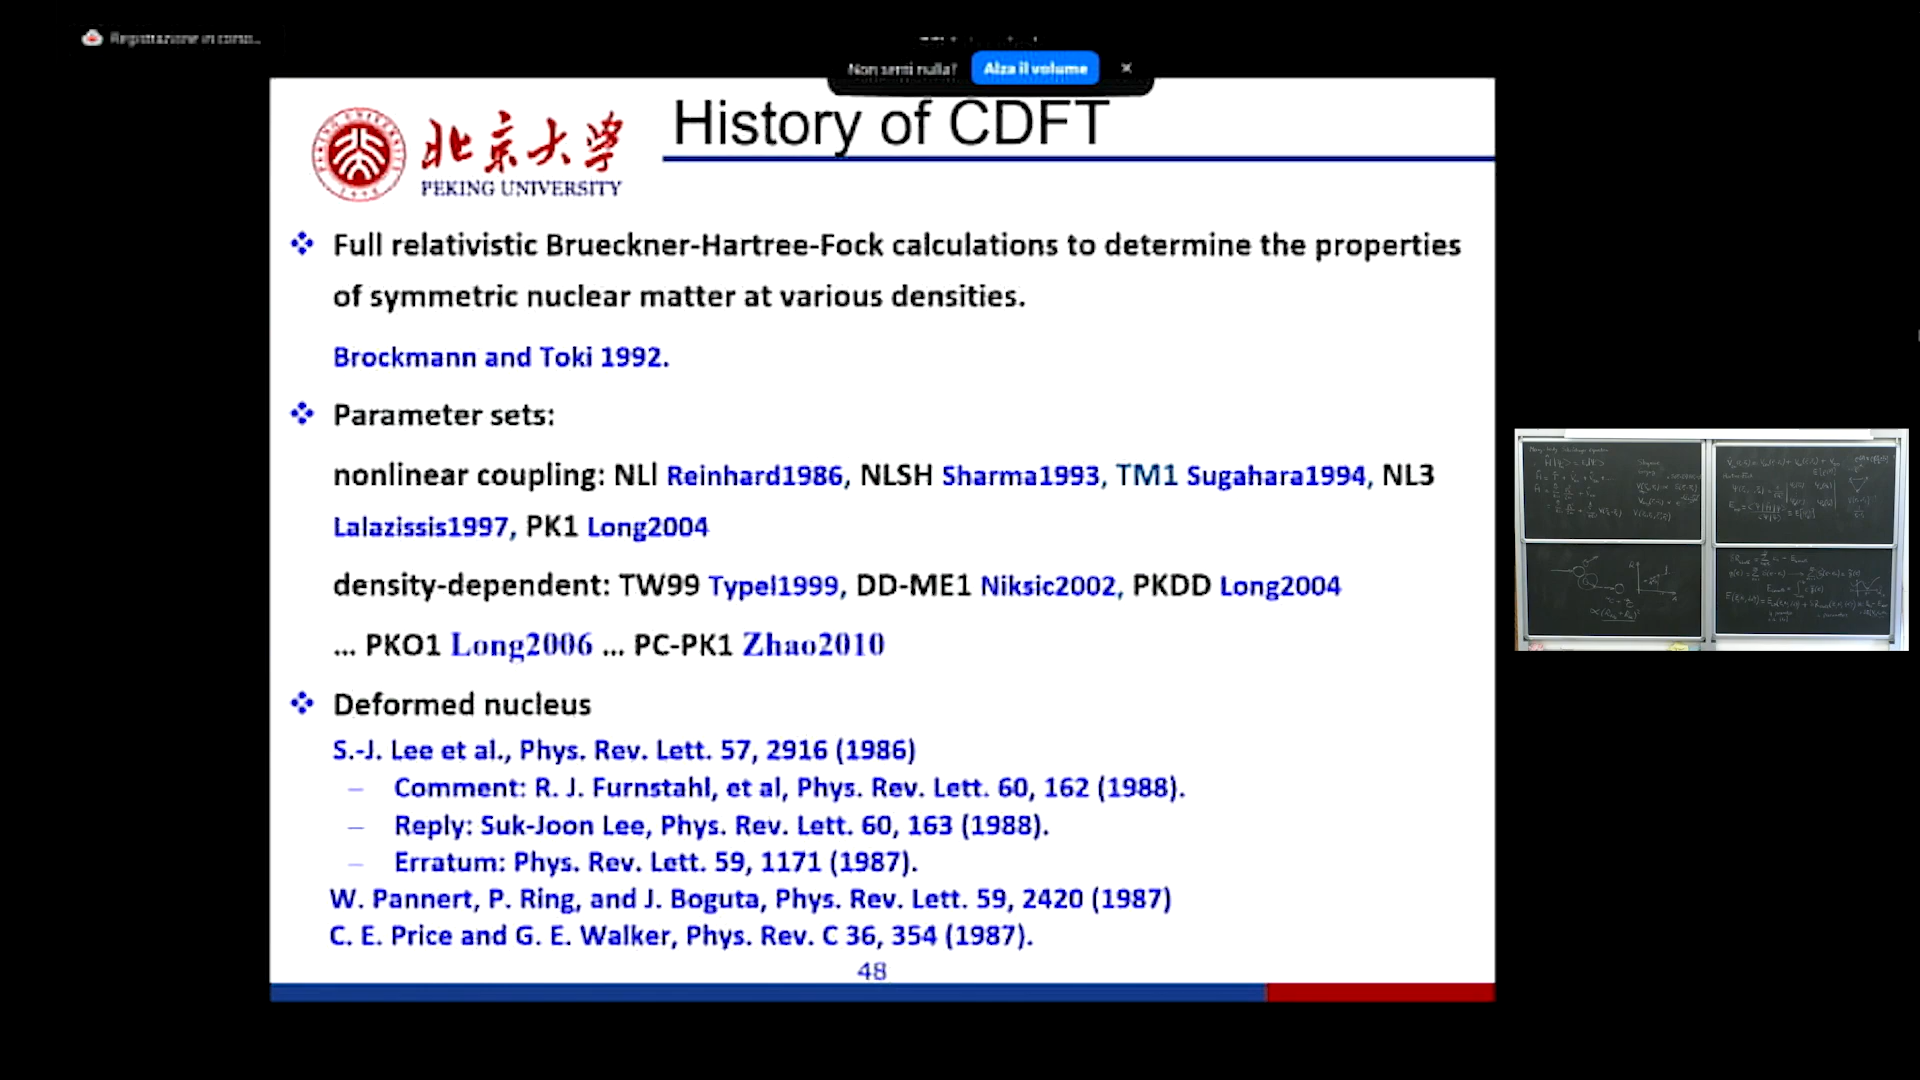 Registrazione in corso...
Non senti nulla? Alza il volume ×
History of CDFT
北京大学
PEKING UNIVERSITY
Full relativistic Brueckner-Hartree-Fock calculations to determine the properties
of symmetric nuclear matter at various densities.
Brockmann and Toki 1992.
Parameter sets:
nonlinear coupling: NLl Reinhard1986, NLSH Sharma1993, TM1 Sugahara1994, NL3
Lalazissis1997, PK1 Long2004
density-dependent: TW99 Typel1999, DD-ME1 Niksic2002, PKDD Long2004
... PKO1 Long2006 ... PC-PK1 Zhao2010
Deformed nucleus
S.-J. Lee et al., Phys. Rev. Lett. 57, 2916 (1986)
– Comment: R. J. Furnstahl, et al, Phys. Rev. Lett. 60, 162 (1988).
– Reply: Suk-Joon Lee, Phys. Rev. Lett. 60, 163 (1988).
– Erratum: Phys. Rev. Lett. 59, 1171 (1987).
W. Pannert, P. Ring, and J. Boguta, Phys. Rev. Lett. 59, 2420 (1987)
C. E. Price and G. E. Walker, Phys. Rev. C 36, 354 (1987).
48